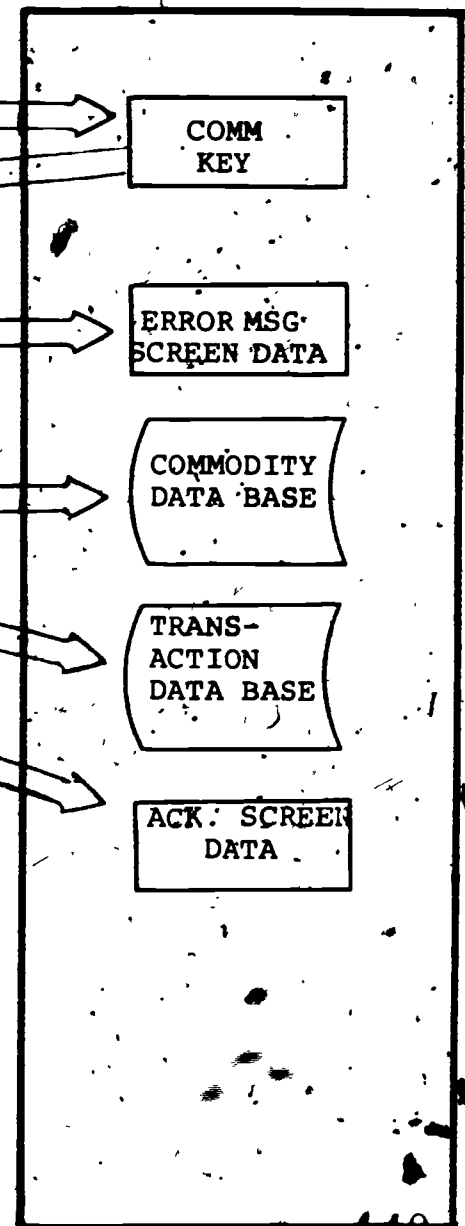 COMM
KEY
ERROR MSG
SCREEN DATA
COMMODITY
DATA BASE
TRANS-
ACTION
DATA BASE
ACK. SCREEN
DATA